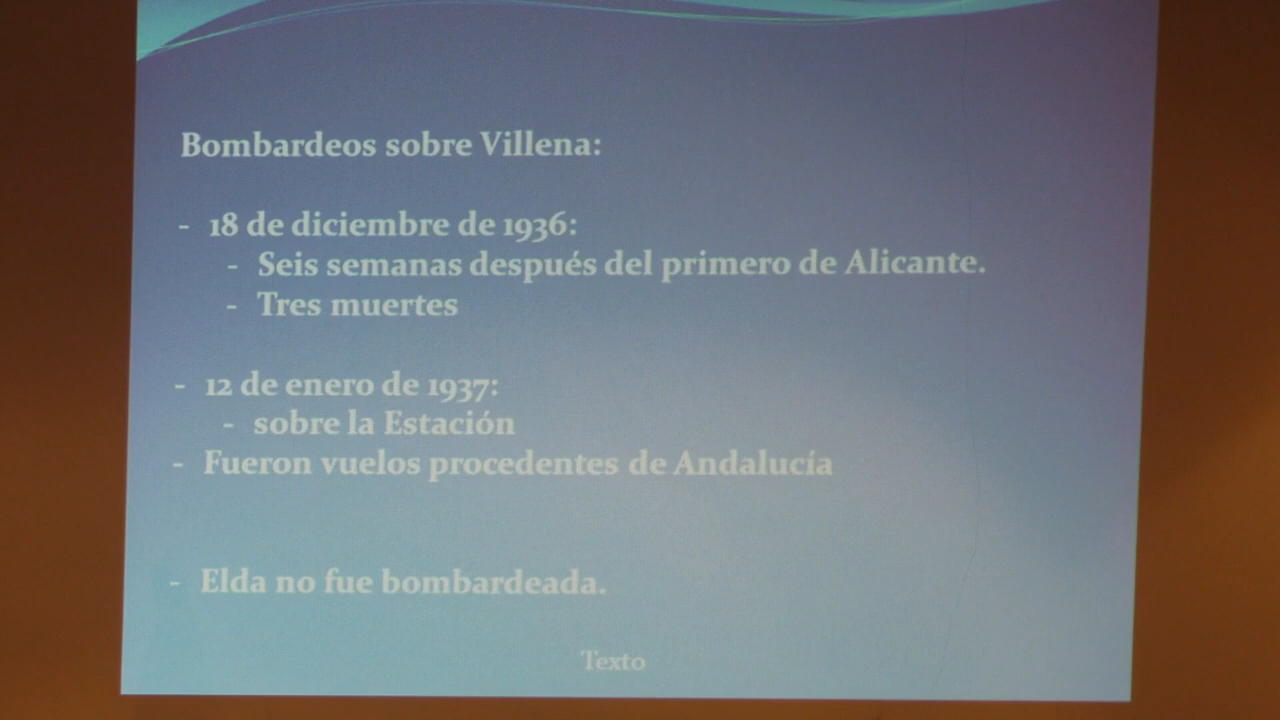 Bombardeos sobre Villena:
- 18 de diciembre de 1936:
- Seis semanas después del primero de Alicante.
- Tres muertes
- 12 de enero de 1937:
- sobre la Estación
- Fueron vuelos procedentes de Andalucía
- Elda no fue bombardeada.
Texto